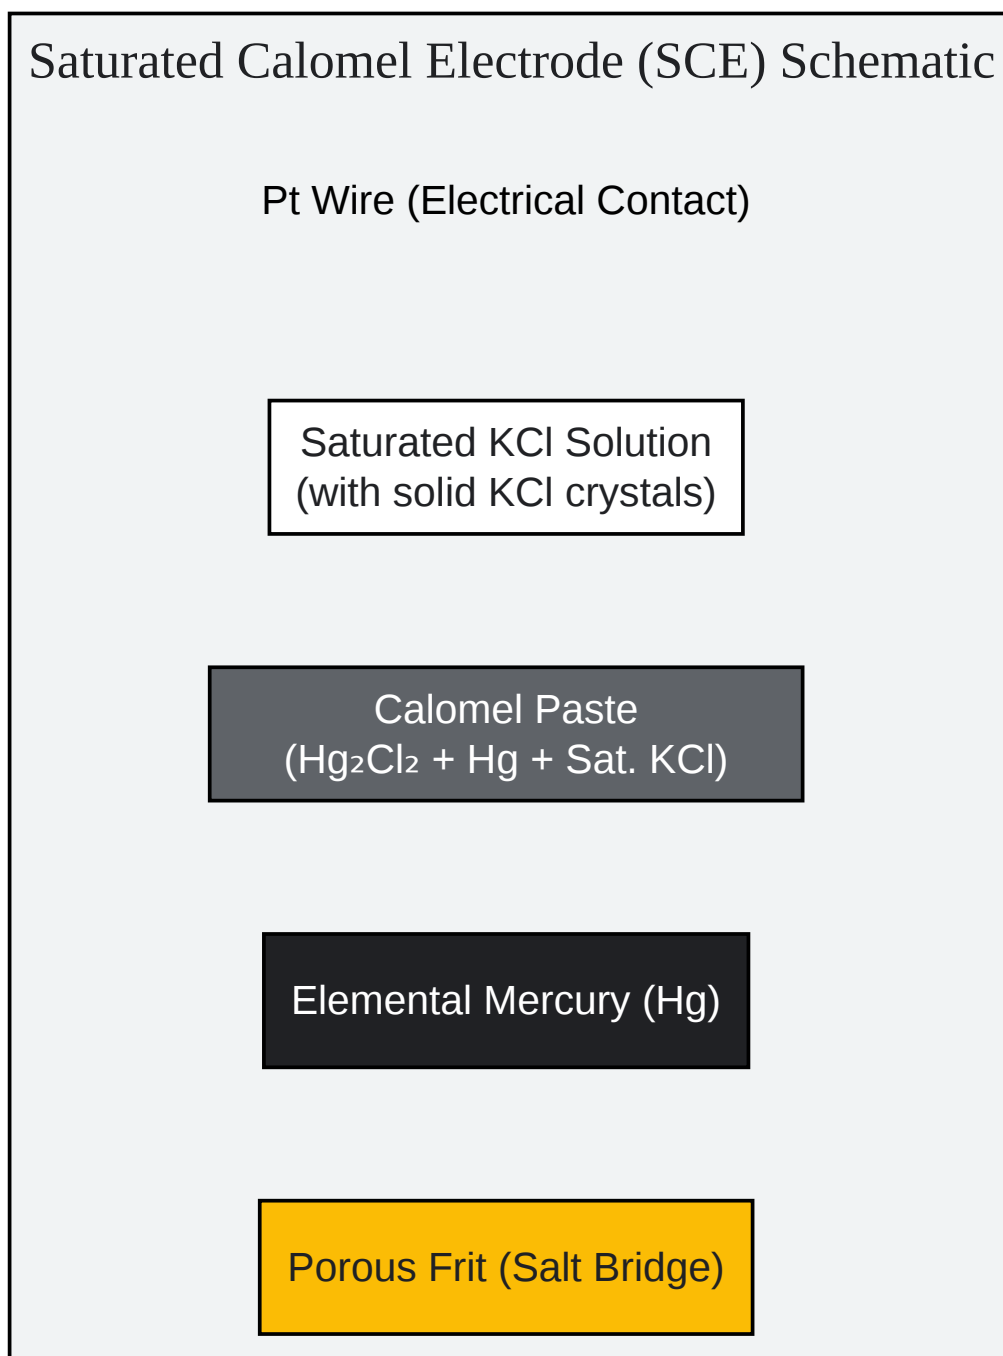 Saturated Calomel Electrode (SCE) Schematic
Pt Wire (Electrical Contact)
Saturated KCl Solution
(with solid KCl crystals)
Calomel Paste
(Hg₂Cl₂ + Hg + Sat. KCl)
Elemental Mercury (Hg)
Porous Frit (Salt Bridge)